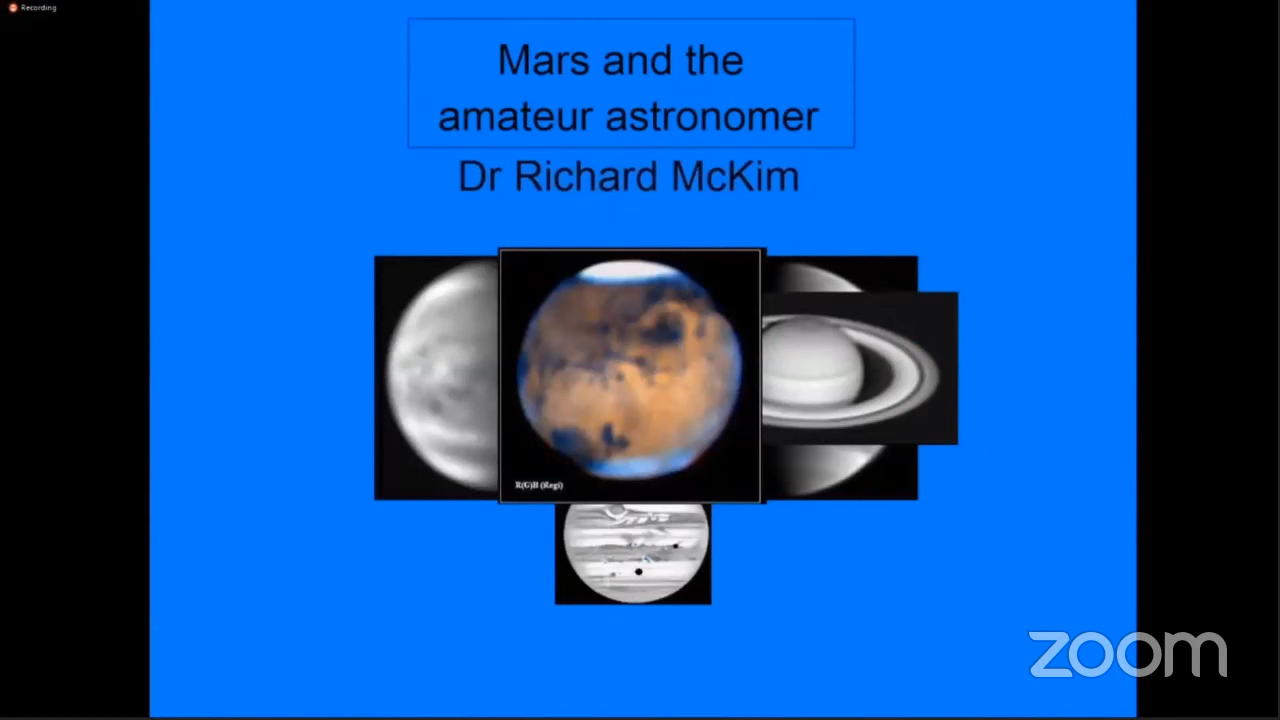 Recording
Mars and the
amateur astronomer
Dr Richard McKim
R(G)B (Regi)
zoom